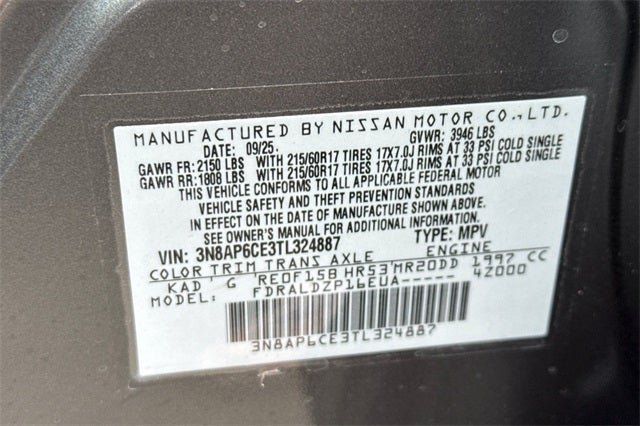 MANUFACTURED BY NISSAN MOTOR CO., LTD.
DATE: 09/25. GVWR: 3946 LBS
GAWR FR: 2150 LBS WITH 215/60R17 TIRES 17X7.0J RIMS AT 33 PSI COLD SINGLE
GAWR RR: 1808 LBS WITH 215/60R17 TIRES 17X7.0J RIMS AT 33 PSI COLD SINGLE
THIS VEHICLE CONFORMS TO ALL APPLICABLE FEDERAL MOTOR
VEHICLE SAFETY AND THEFT PREVENTION STANDARDS
IN EFFECT ON THE DATE OF MANUFACTURE SHOWN ABOVE.
SEE OWNER'S MANUAL FOR ADDITIONAL INFORMATION.
VIN: 3N8AP6CE3TL324887 TYPE: MPV
COLOR TRIM TRANS AXLE ENGINE
KAD G RE0F15B HR53 MR20DD 1997 CC
MODEL FDRALDZP16EUA----- 4Z000
3N8AP6CE3TL324887